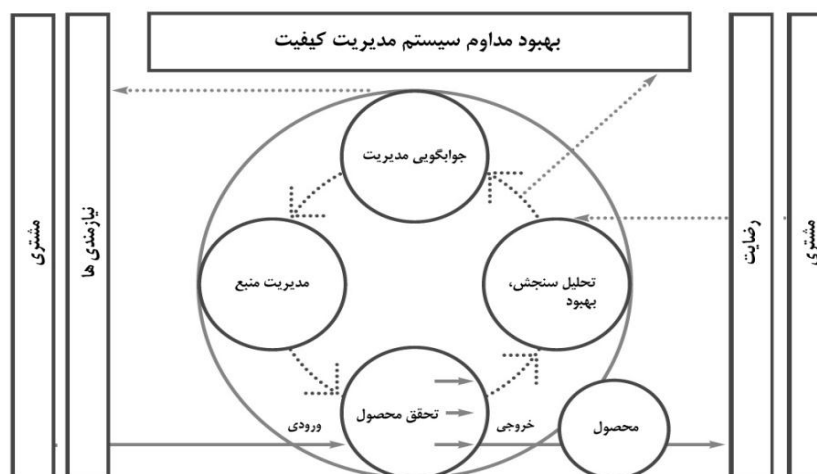 بهبود مداوم سیستم مدیریت کیفیت
مشتری
رضایت
نیازمندی ها
مشتری
جوابگویی مدیریت
تحلیل سنجش،
بهبود
مدیریت منبع
محصول
خروجی
تحقق محصول
ورودی